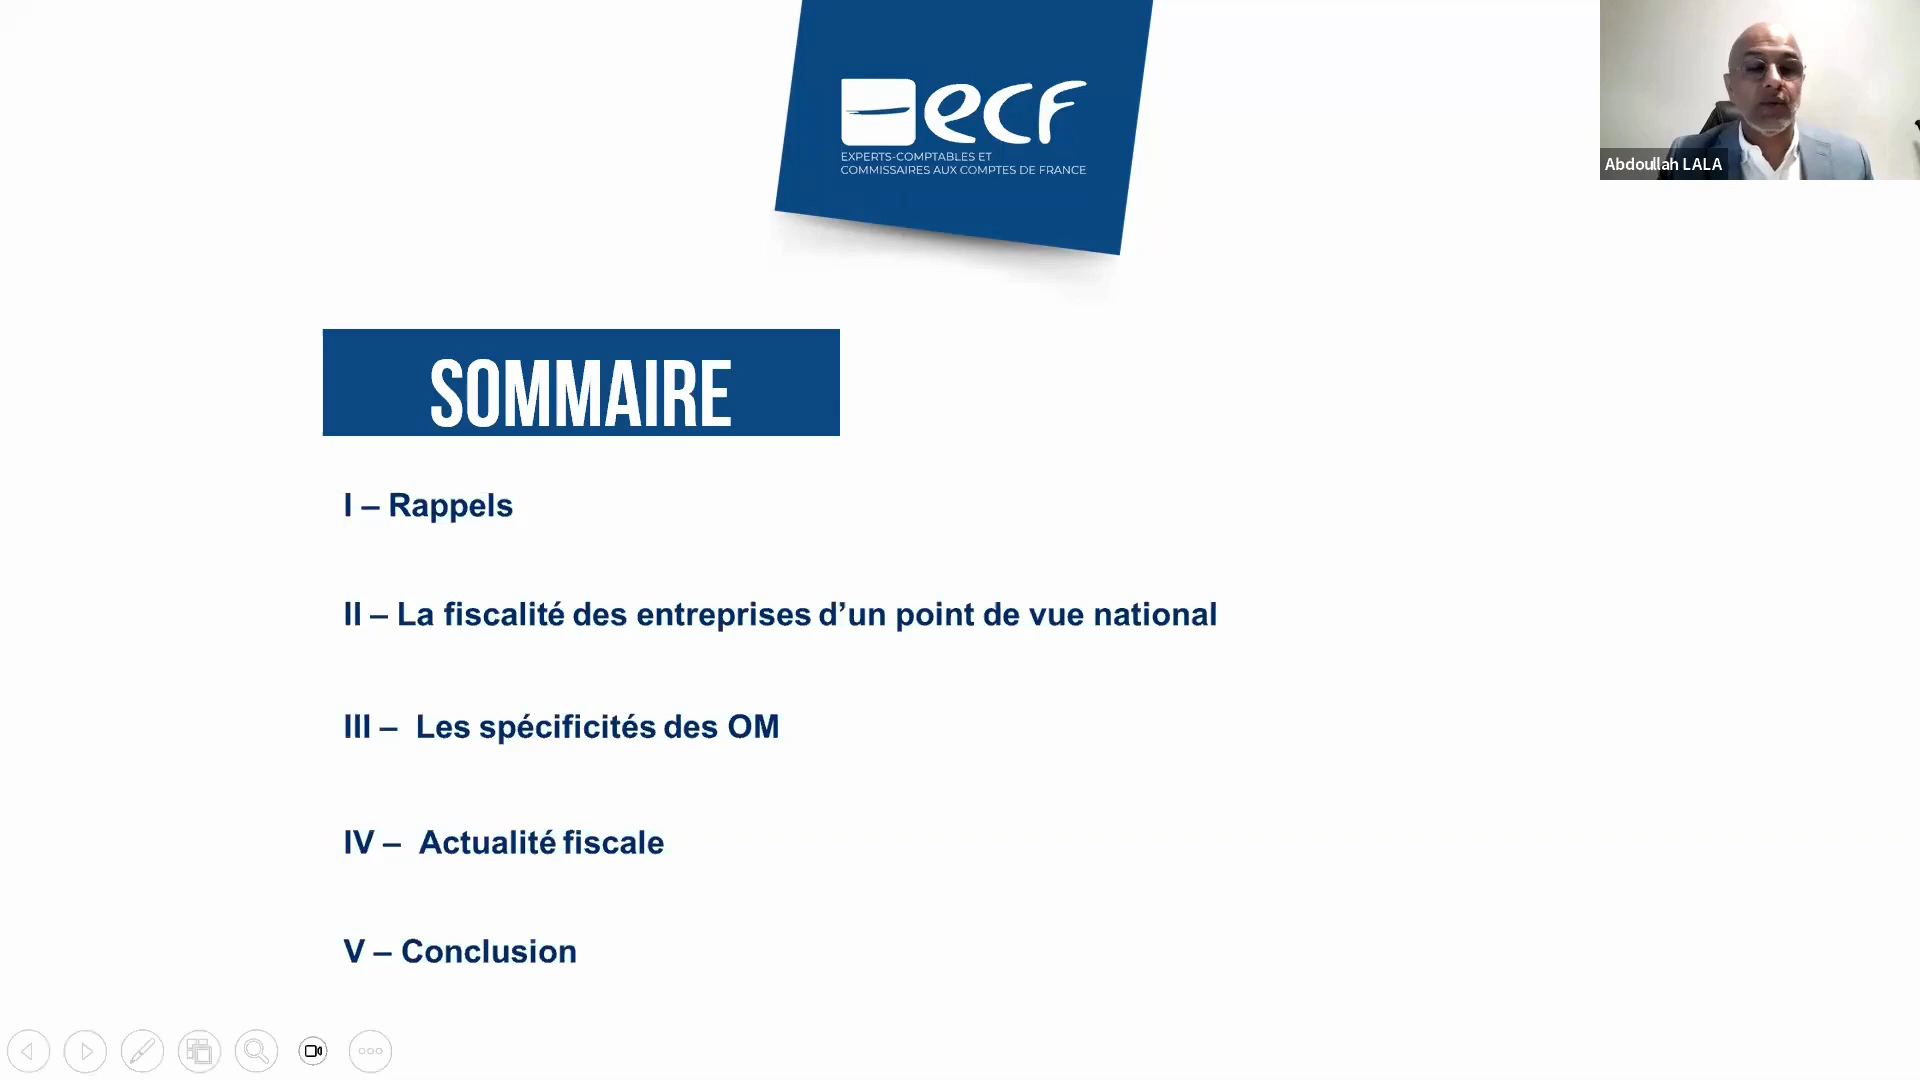 ecf
EXPERTS-COMPTABLES ET
COMMISSAIRES AUX COMPTES DE FRANCE
Abdoullah LALA
SOMMAIRE
I – Rappels
II – La fiscalité des entreprises d’un point de vue national
III – Les spécificités des OM
IV – Actualité fiscale
V – Conclusion